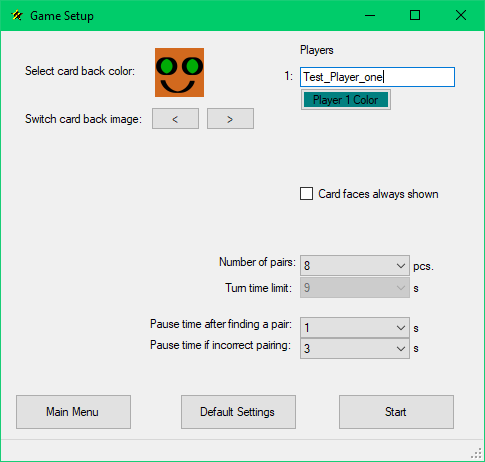 Game Setup
Players
Select card back color:
1: Test_Player_one
Player 1 Color
Switch card back image: < >
Card faces always shown
Number of pairs: 8 pcs.
Turn time limit: 9 s
Pause time after finding a pair: 1 s
Pause time if incorrect pairing: 3 s
Main Menu Default Settings Start